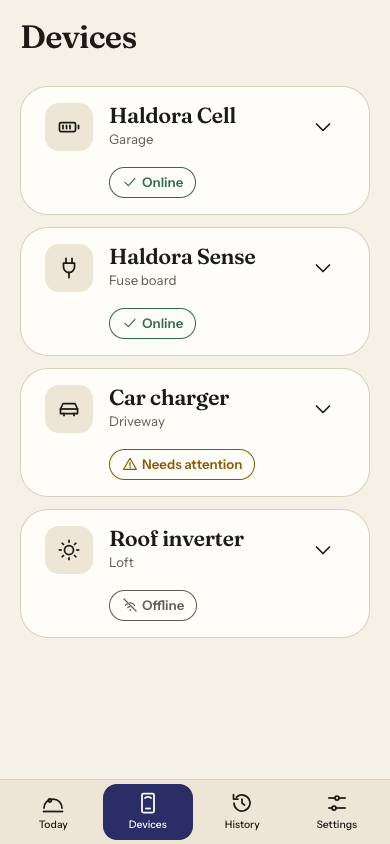 Devices
Haldora Cell
Garage
Online
Haldora Sense
Fuse board
Online
Car charger
Driveway
Needs attention
Roof inverter
Loft
Offline
Today
Devices
History
Settings